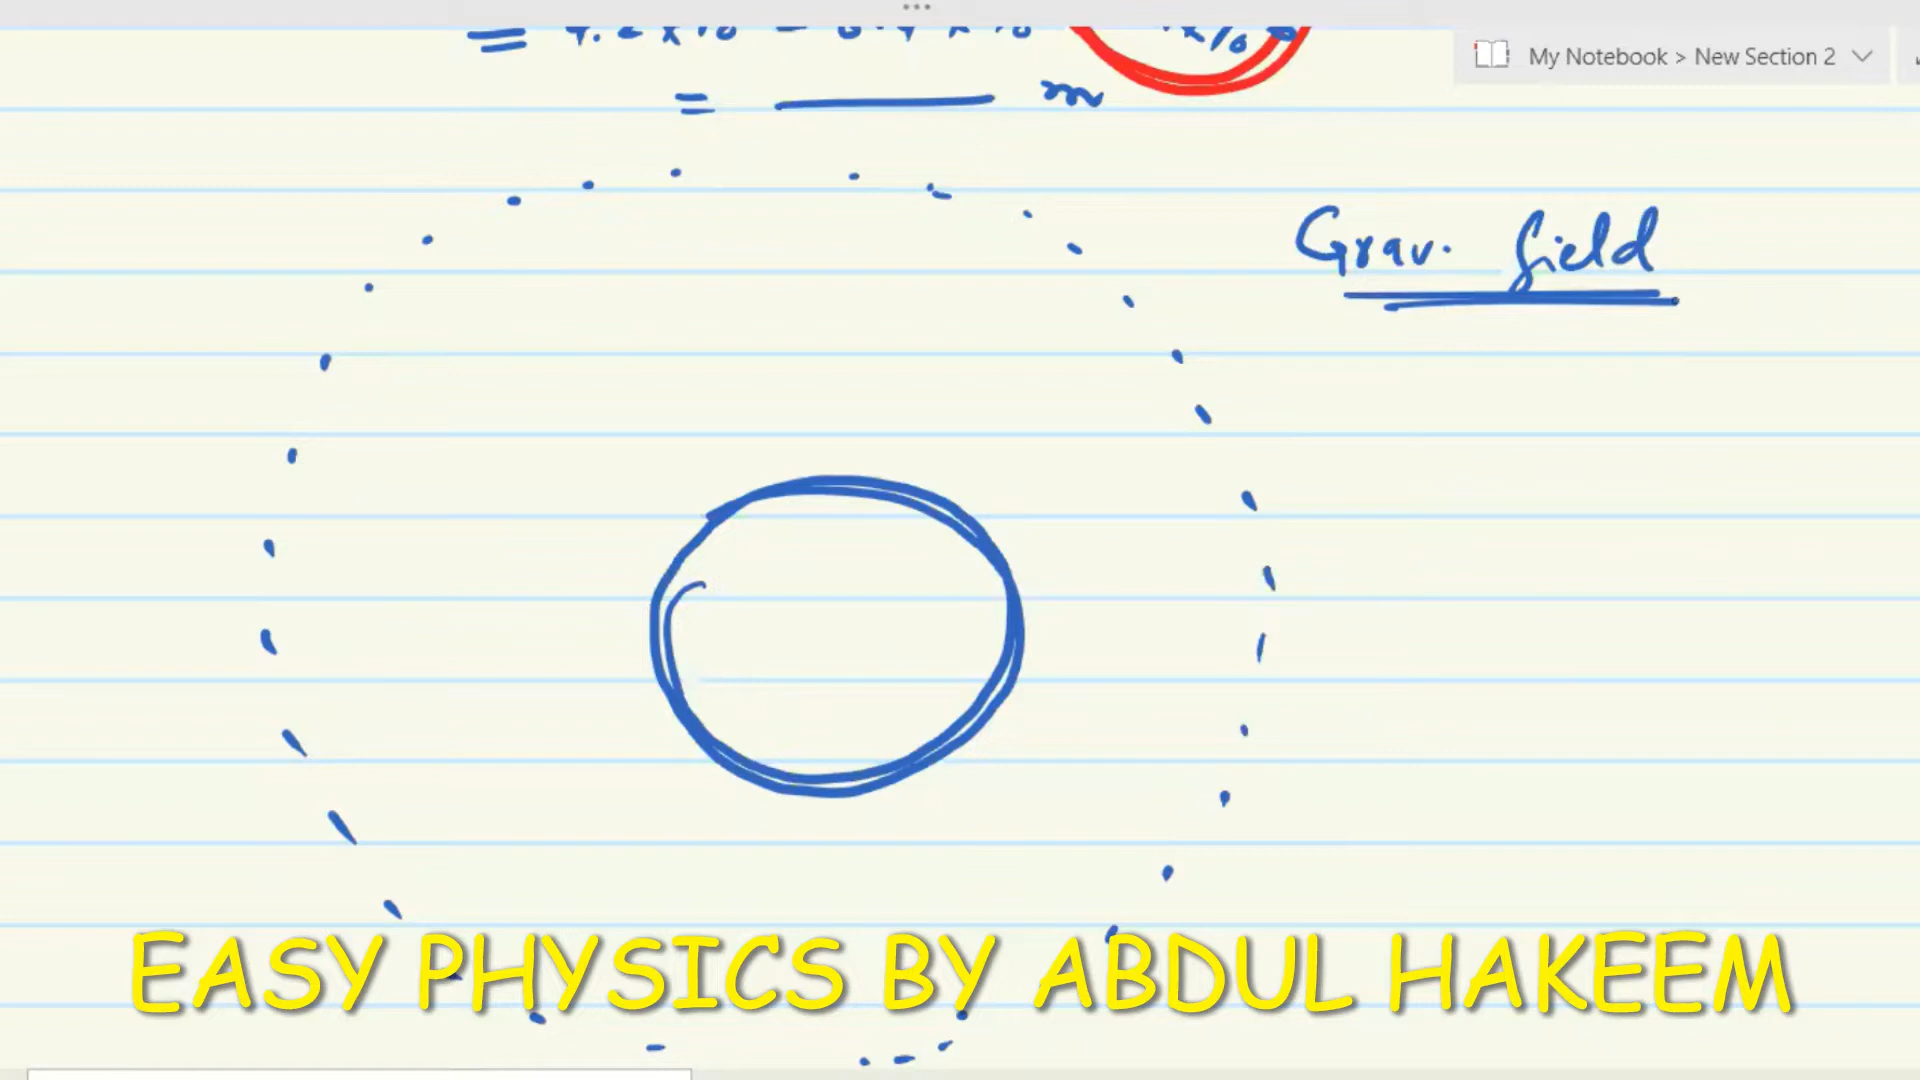 My Notebook > New Section 2
= m
Grav. field
EASY PHYSICS BY ABDUL HAKEEM